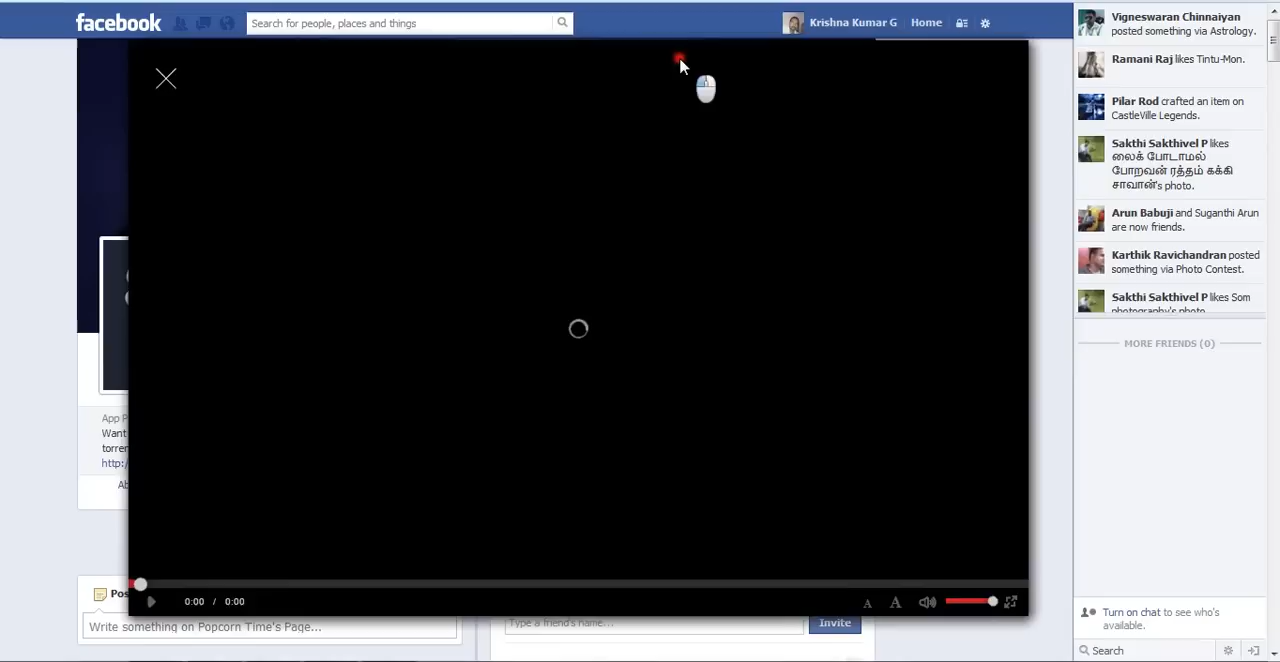 facebook
Search for people, places and things
Krishna Kumar G
Home
Vigneswaran Chinnaiyan
posted something via Astrology.
Ramani Raj likes Tintu-Mon.
Pilar Rod crafted an item on
CastleVille Legends.
Sakthi Sakthivel P likes
லைக் போடாமல்
போறவன் ரத்தம் கக்கி
சாவான்'s photo.
Arun Babuji and Suganthi Arun
are now friends.
Karthik Ravichandran posted
something via Photo Contest.
Sakthi Sakthivel P likes Som
photography's photo
MORE FRIENDS (0)
App P
Want
torren
http:/
Ab
0:00 / 0:00
A A
Pos
Write something on Popcorn Time's Page...
Type a friend's name...
Invite
Turn on chat to see who's
available.
Search